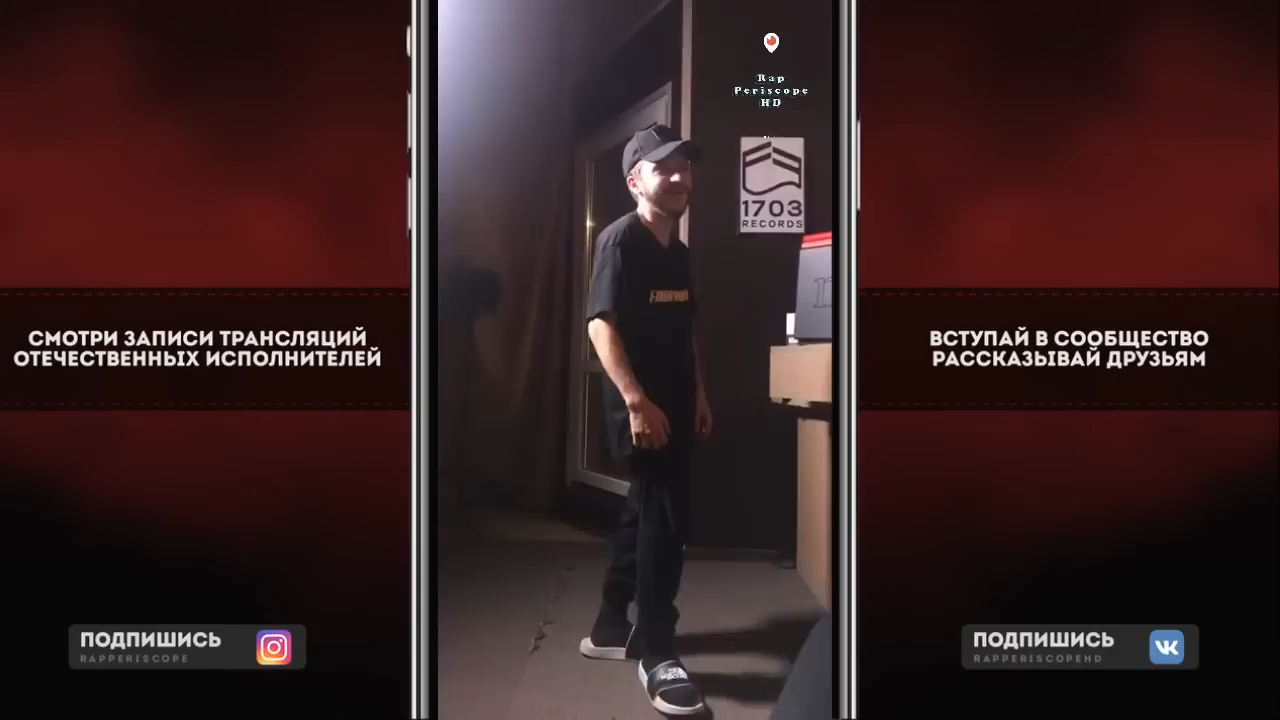 Rap
Periscope
HD
1703
RECORDS
СМОТРИ ЗАПИСИ ТРАНСЛЯЦИЙ
ОТЕЧЕСТВЕННЫХ ИСПОЛНИТЕЛЕЙ
ВСТУПАЙ В СООБЩЕСТВО
РАССКАЗЫВАЙ ДРУЗЬЯМ
ПОДПИШИСЬ
RAPPERISCOPE
ПОДПИШИСЬ
RAPPERISCOPEHD